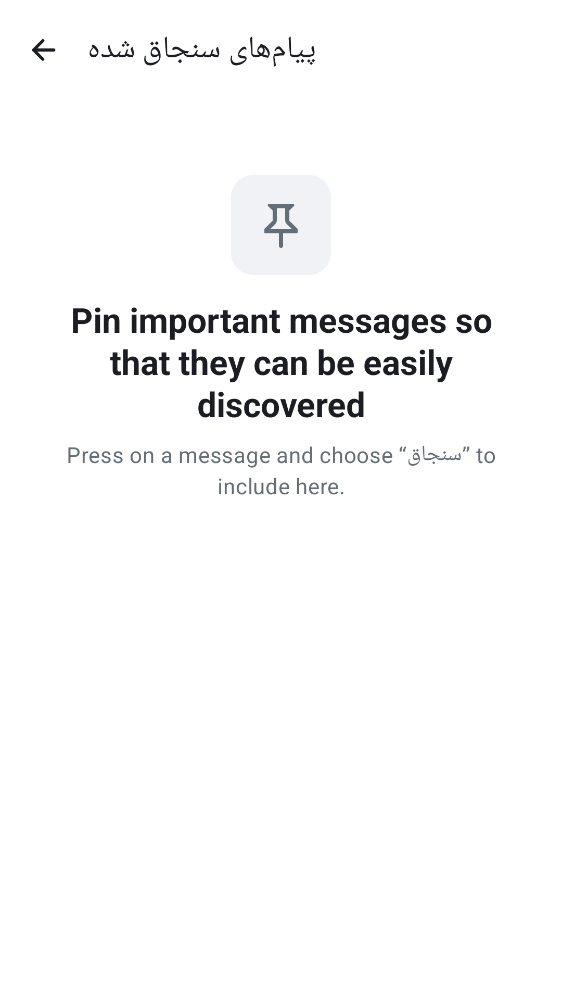 پیام‌های سنجاق شده
Pin important messages so
that they can be easily
discovered
Press on a message and choose “سنجاق” to
include here.